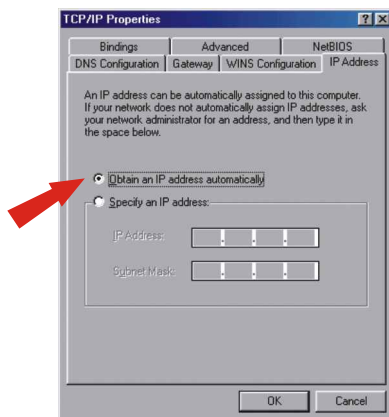 TCP/IP Properties
Bindings Advanced NetBIOS
DNS Configuration Gateway WINS Configuration IP Address
An IP address can be automatically assigned to this computer.
If your network does not automatically assign IP addresses, ask
your network administrator for an address, and then type it in
the space below.
Obtain an IP address automatically
Specify an IP address:
IP Address:
Subnet Mask:
OK Cancel